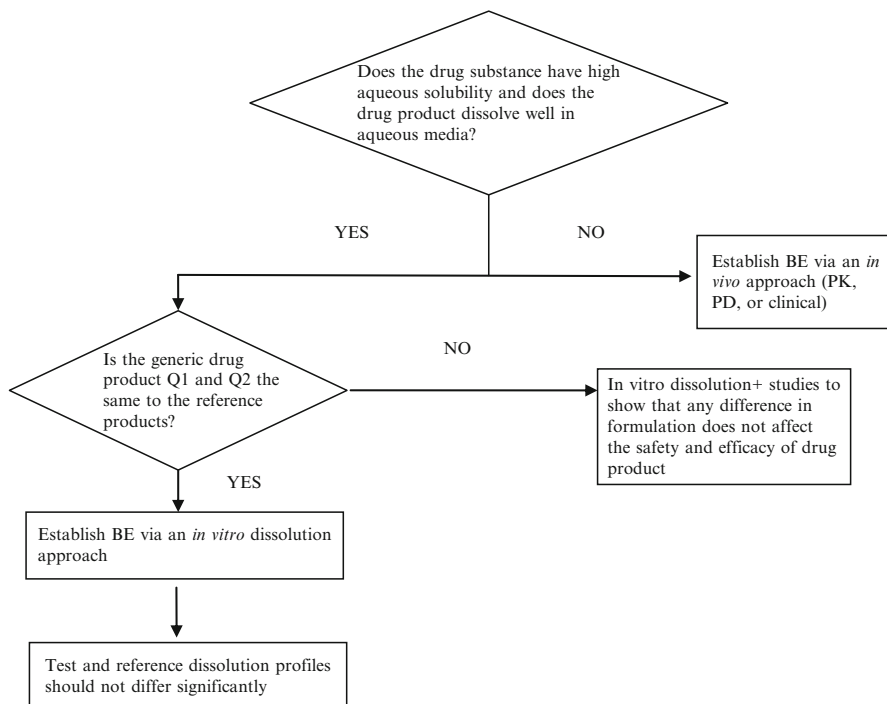 Does the drug substance have high
aqueous solubility and does the
drug product dissolve well in
aqueous media?
YES
NO
Establish BE via an in
vivo approach (PK,
PD, or clinical)
Is the generic drug
product Q1 and Q2 the
same to the reference
products?
NO
In vitro dissolution+ studies to
show that any difference in
formulation does not affect
the safety and efficacy of drug
product
YES
Establish BE via an in vitro dissolution
approach
Test and reference dissolution profiles
should not differ significantly